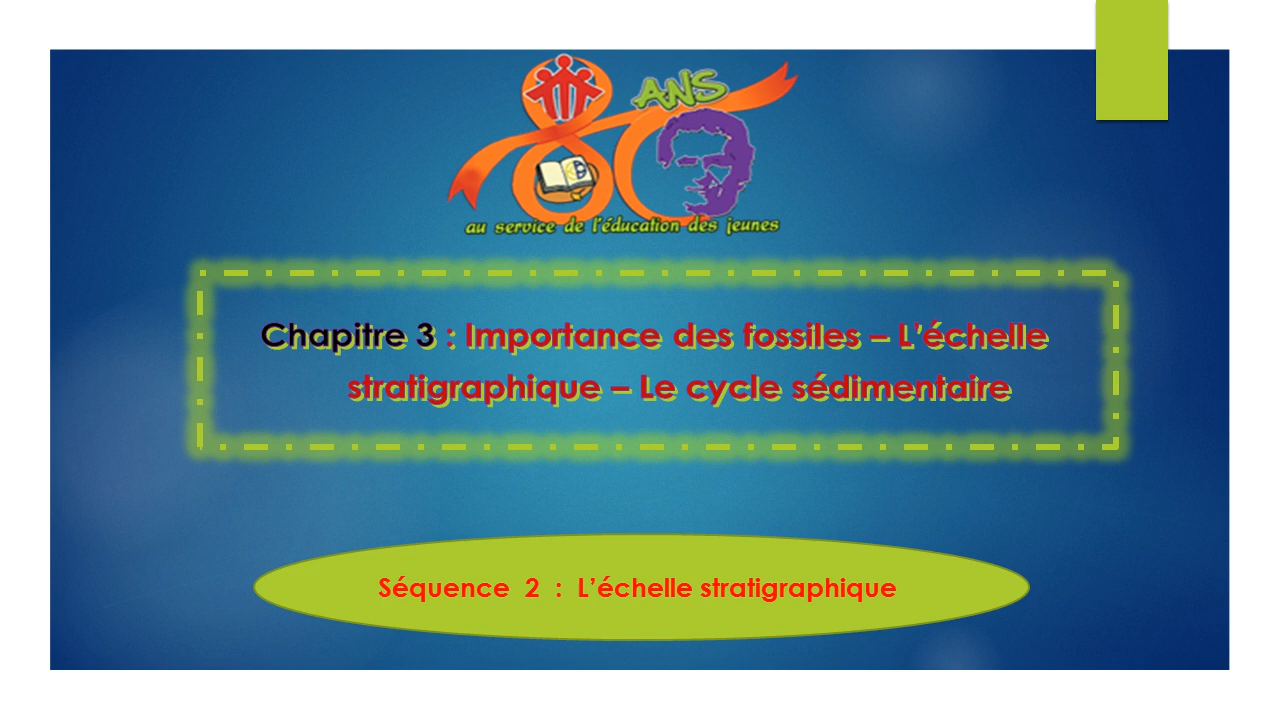 80 ANS
au service de l'éducation des jeunes
Chapitre 3 : Importance des fossiles – L'échelle
stratigraphique – Le cycle sédimentaire
Séquence 2 : L’échelle stratigraphique